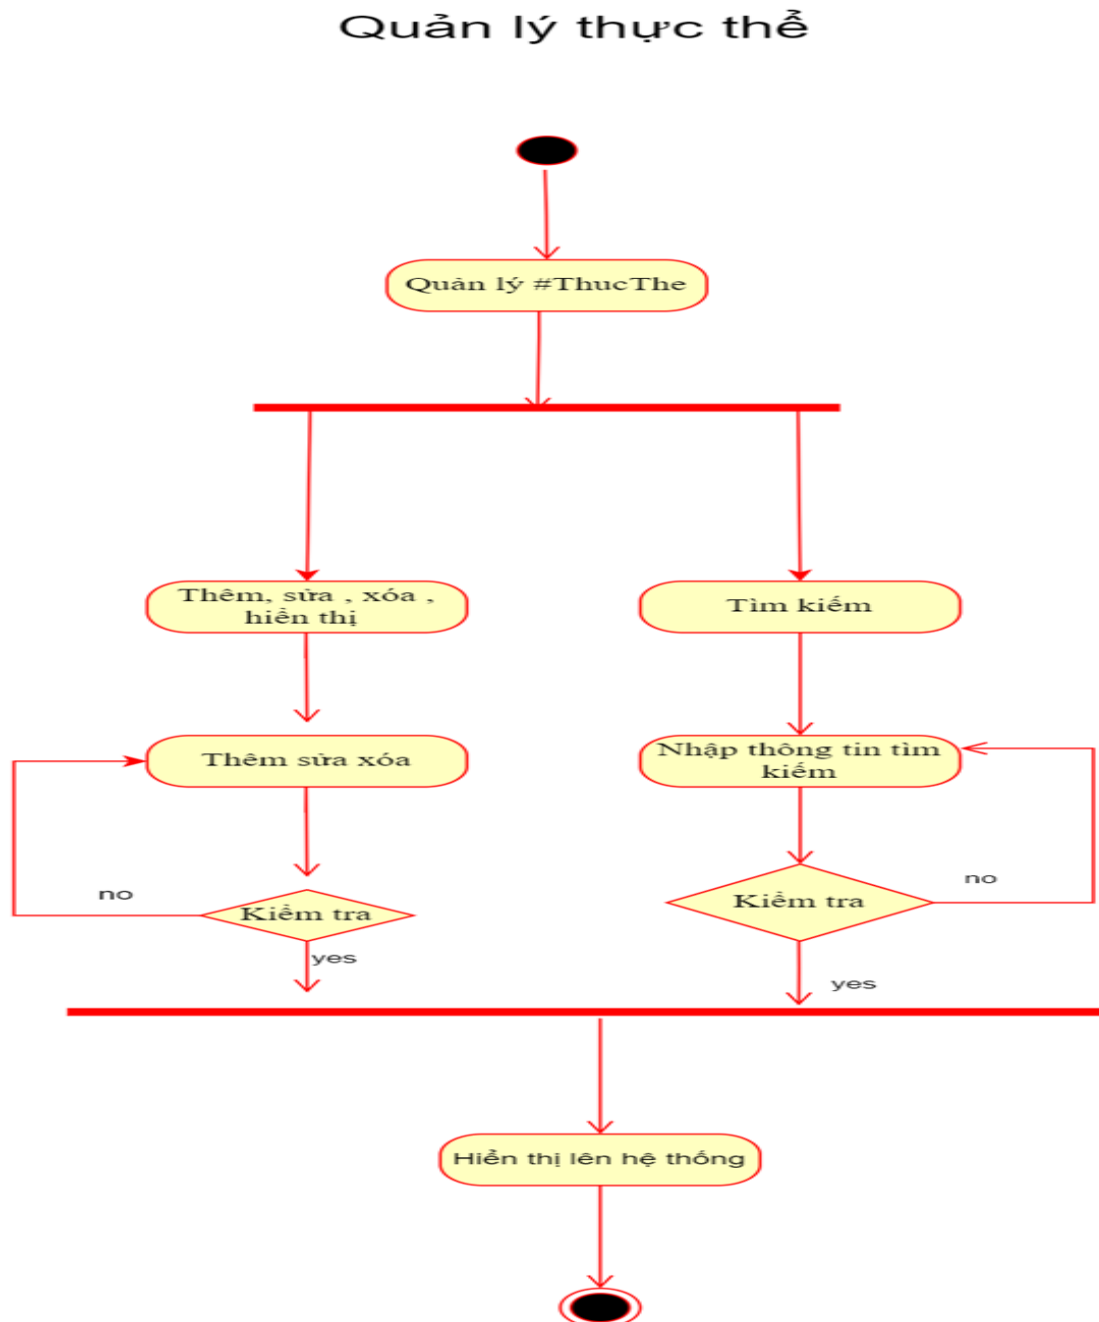 Quản lý thực thể
Quản lý #ThucThe
Thêm, sửa , xóa ,
hiển thị
Tìm kiếm
Thêm sửa xóa
Nhập thông tin tìm
kiếm
no
Kiểm tra
yes
Kiểm tra
no
yes
Hiển thị lên hệ thống